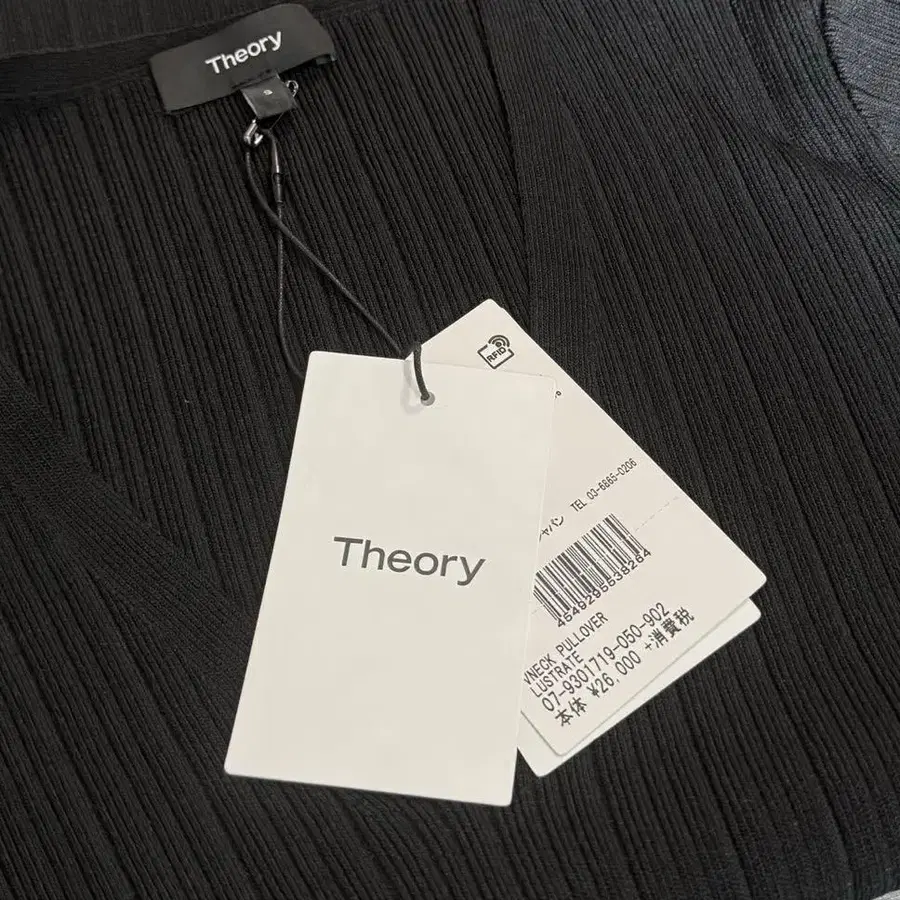 Theory
S
RFID
Theory
ャパン TEL 03-6865-0206
4549295538264
VNECK PULLOVER
LUSTRATE
07-9301719-050-902
本体 ¥26,000 +消費税